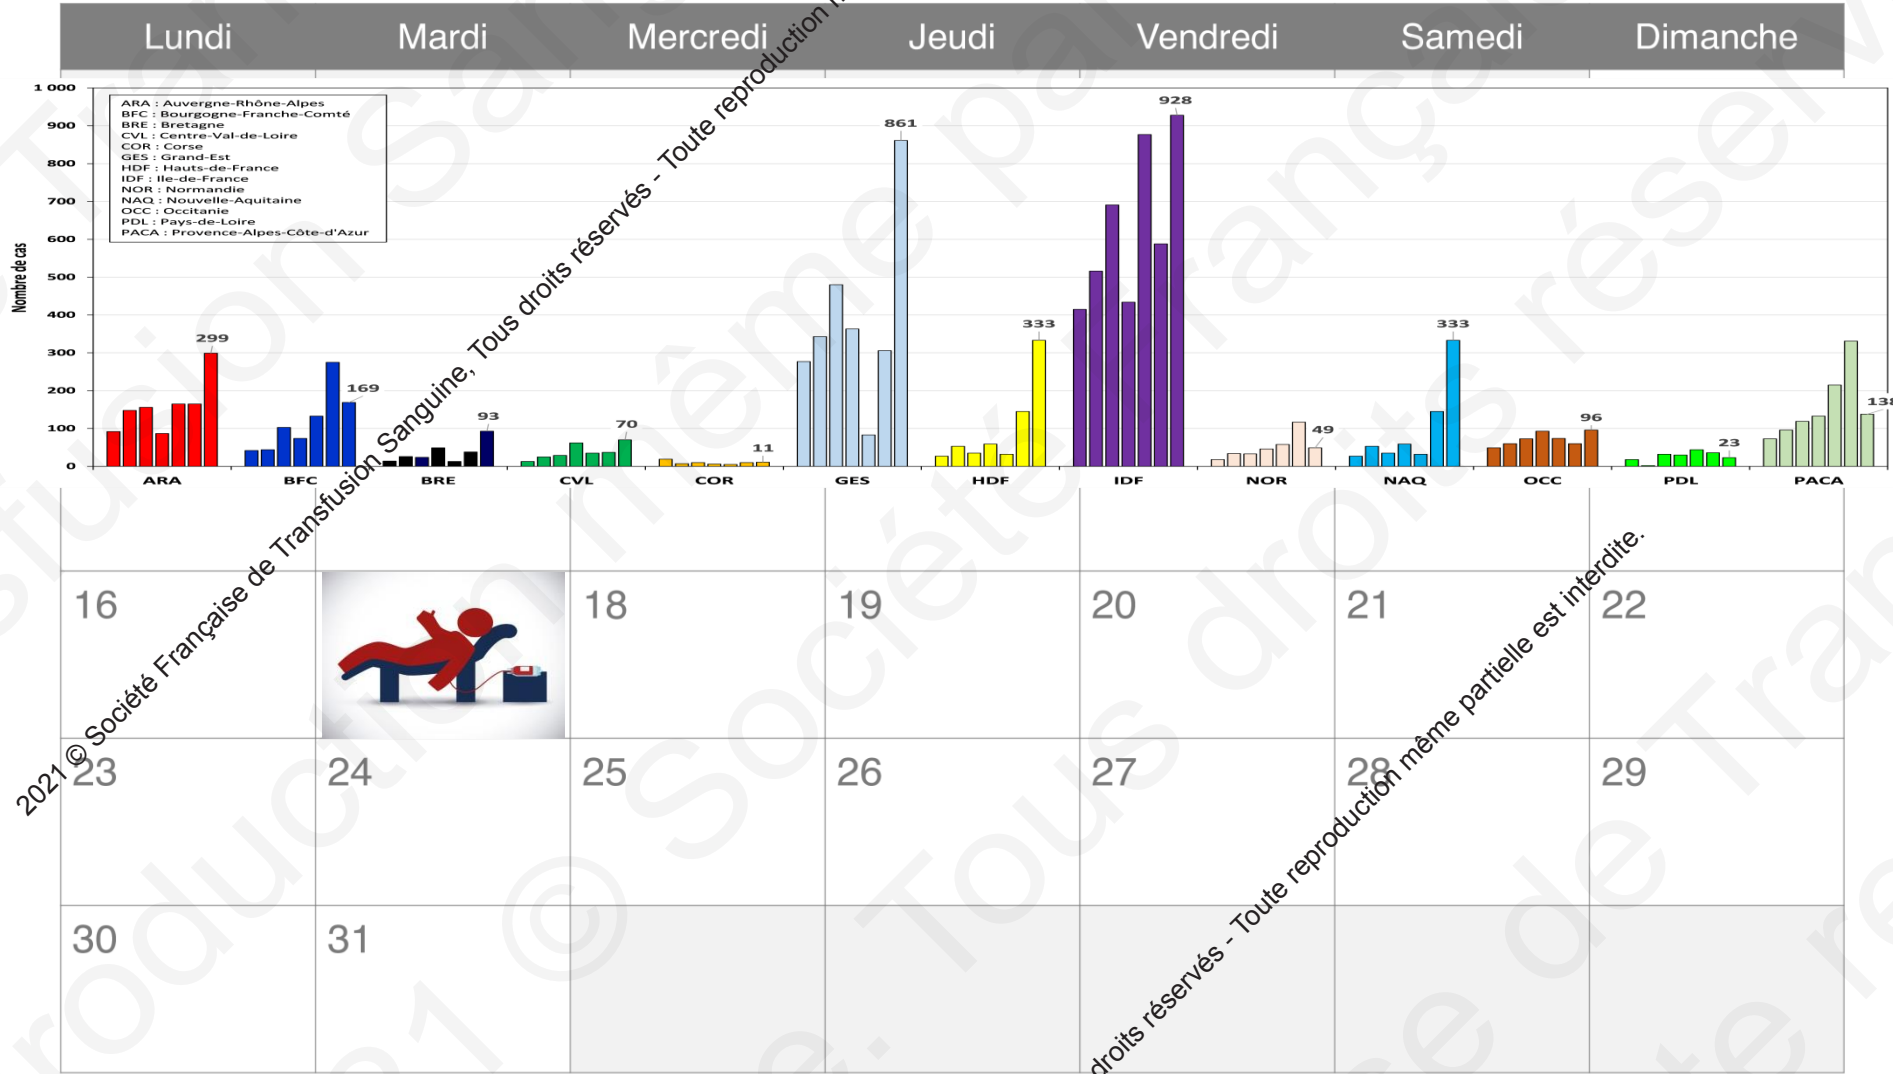 Lundi Mardi Mercredi Jeudi Vendredi Samedi Dimanche
Nombre de cas
1 000
900
800
700
600
500
400
300
200
100
0
ARA : Auvergne-Rhône-Alpes
BFC : Bourgogne-Franche-Comté
BRE : Bretagne
CVL : Centre-Val-de-Loire
COR : Corse
GES : Grand-Est
HDF : Hauts-de-France
IDF : Ile-de-France
NOR : Normandie
NAQ : Nouvelle-Aquitaine
OCC : Occitanie
PDL : Pays-de-Loire
PACA : Provence-Alpes-Côte-d'Azur
299 169 93 70 11 861 333 928 49 333 96 23 138
ARA BFC BRE CVL COR GES HDF IDF NOR NAQ OCC PDL PACA
16 18 19 20 21 22
23 24 25 26 27 28 29
30 31
2021 © Société Française de Transfusion Sanguine, Tous droits réservés - Toute reproduction
droits réservés - Toute reproduction même partielle est interdite.